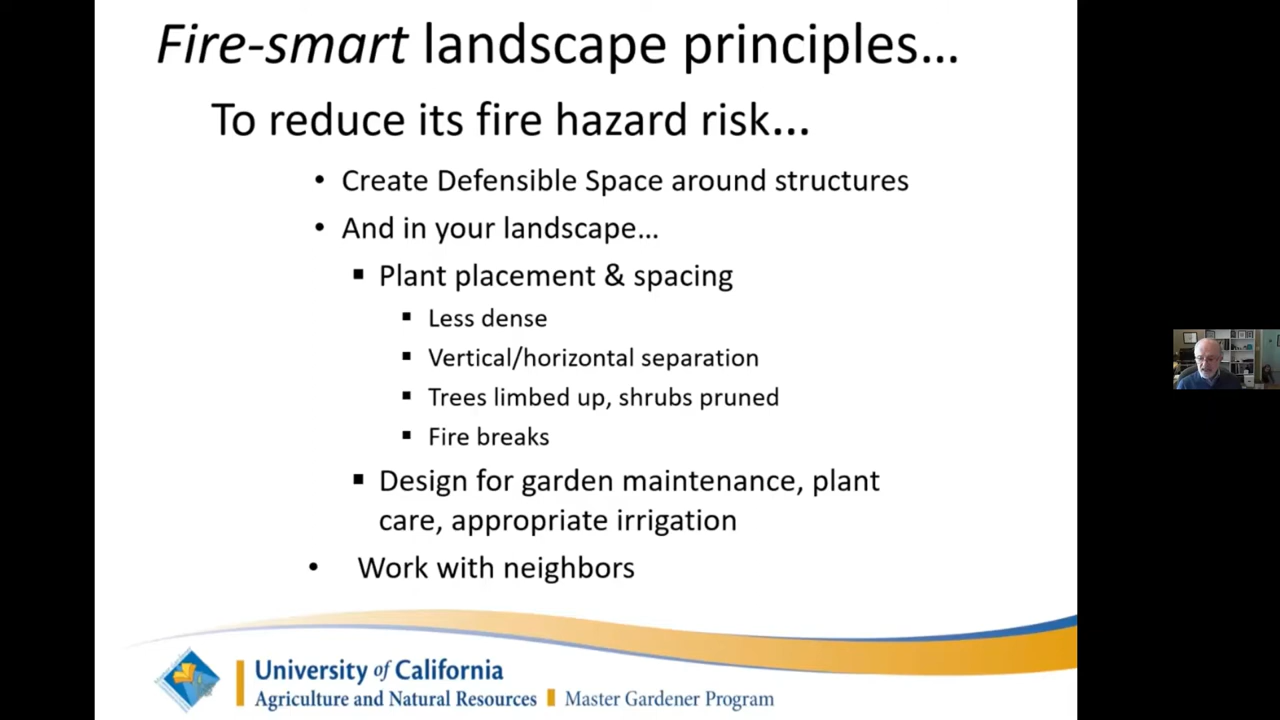 Fire-smart landscape principles...
To reduce its fire hazard risk...
• Create Defensible Space around structures
• And in your landscape...
▪ Plant placement & spacing
▪ Less dense
▪ Vertical/horizontal separation
▪ Trees limbed up, shrubs pruned
▪ Fire breaks
▪ Design for garden maintenance, plant
care, appropriate irrigation
• Work with neighbors
University of California
Agriculture and Natural Resources | Master Gardener Program